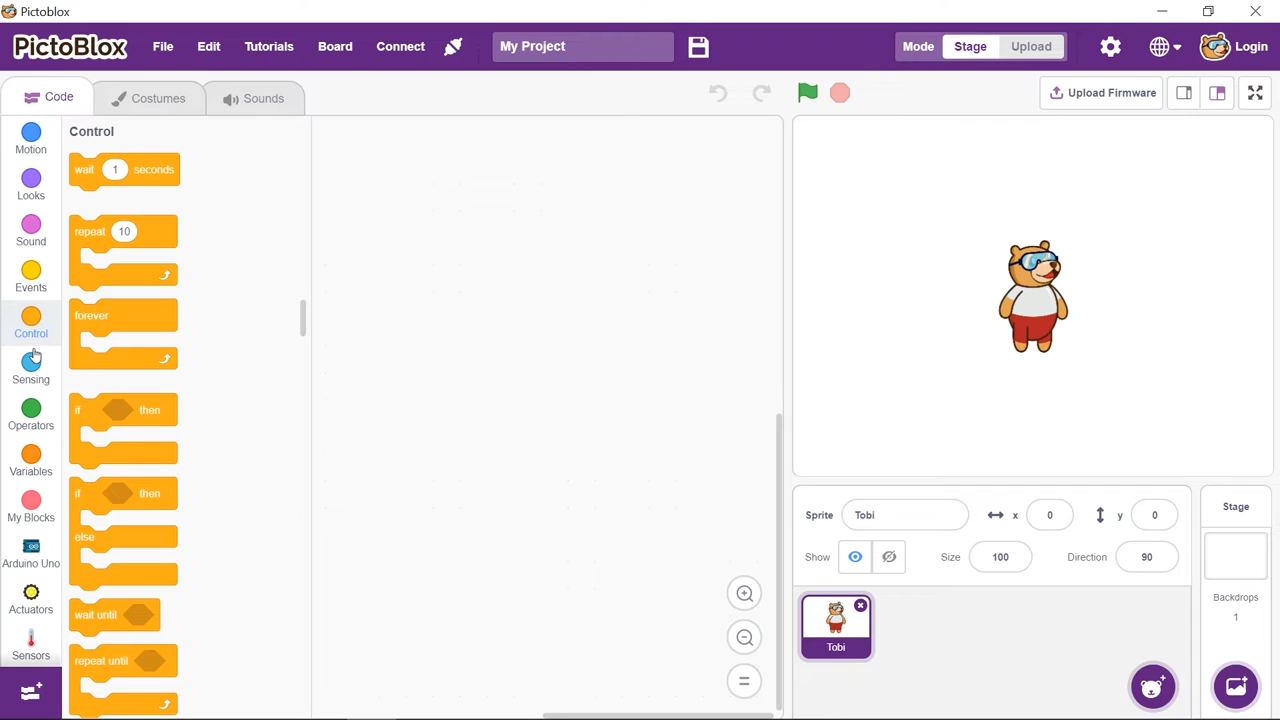 Pictoblox
PictoBlox File Edit Tutorials Board Connect My Project Mode Stage Upload Login
Code Costumes Sounds Upload Firmware
Motion
Looks
Sound
Events
Control
Sensing
Operators
Variables
My Blocks
Arduino Uno
Actuators
Sensors
Control
wait 1 seconds
repeat 10
forever
if then
if then
else
wait until
repeat until
Sprite Tobi x 0 y 0
Show Size 100 Direction 90
Tobi
Stage
Backdrops
1